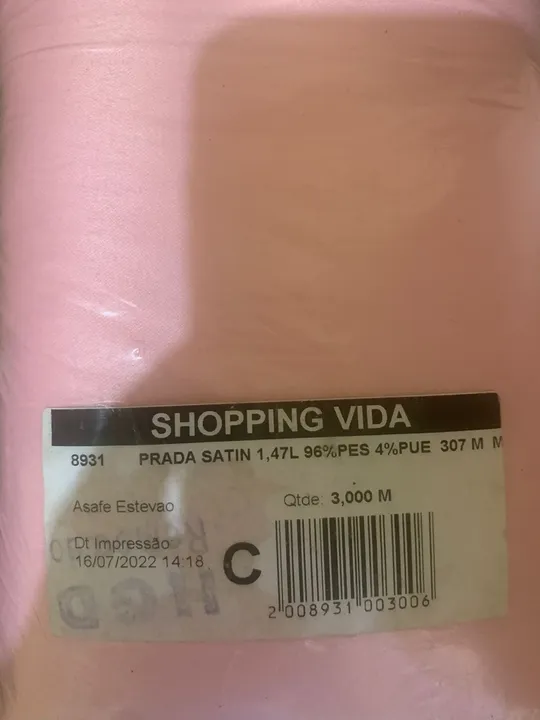 SHOPPING VIDA
8931 PRADA SATIN 1,47L 96%PES 4%PUE 307 M M
Asafe Estevao
Qtde: 3,000 M
Dt Impressão
16/07/2022 14:18
C
2 008931 003006